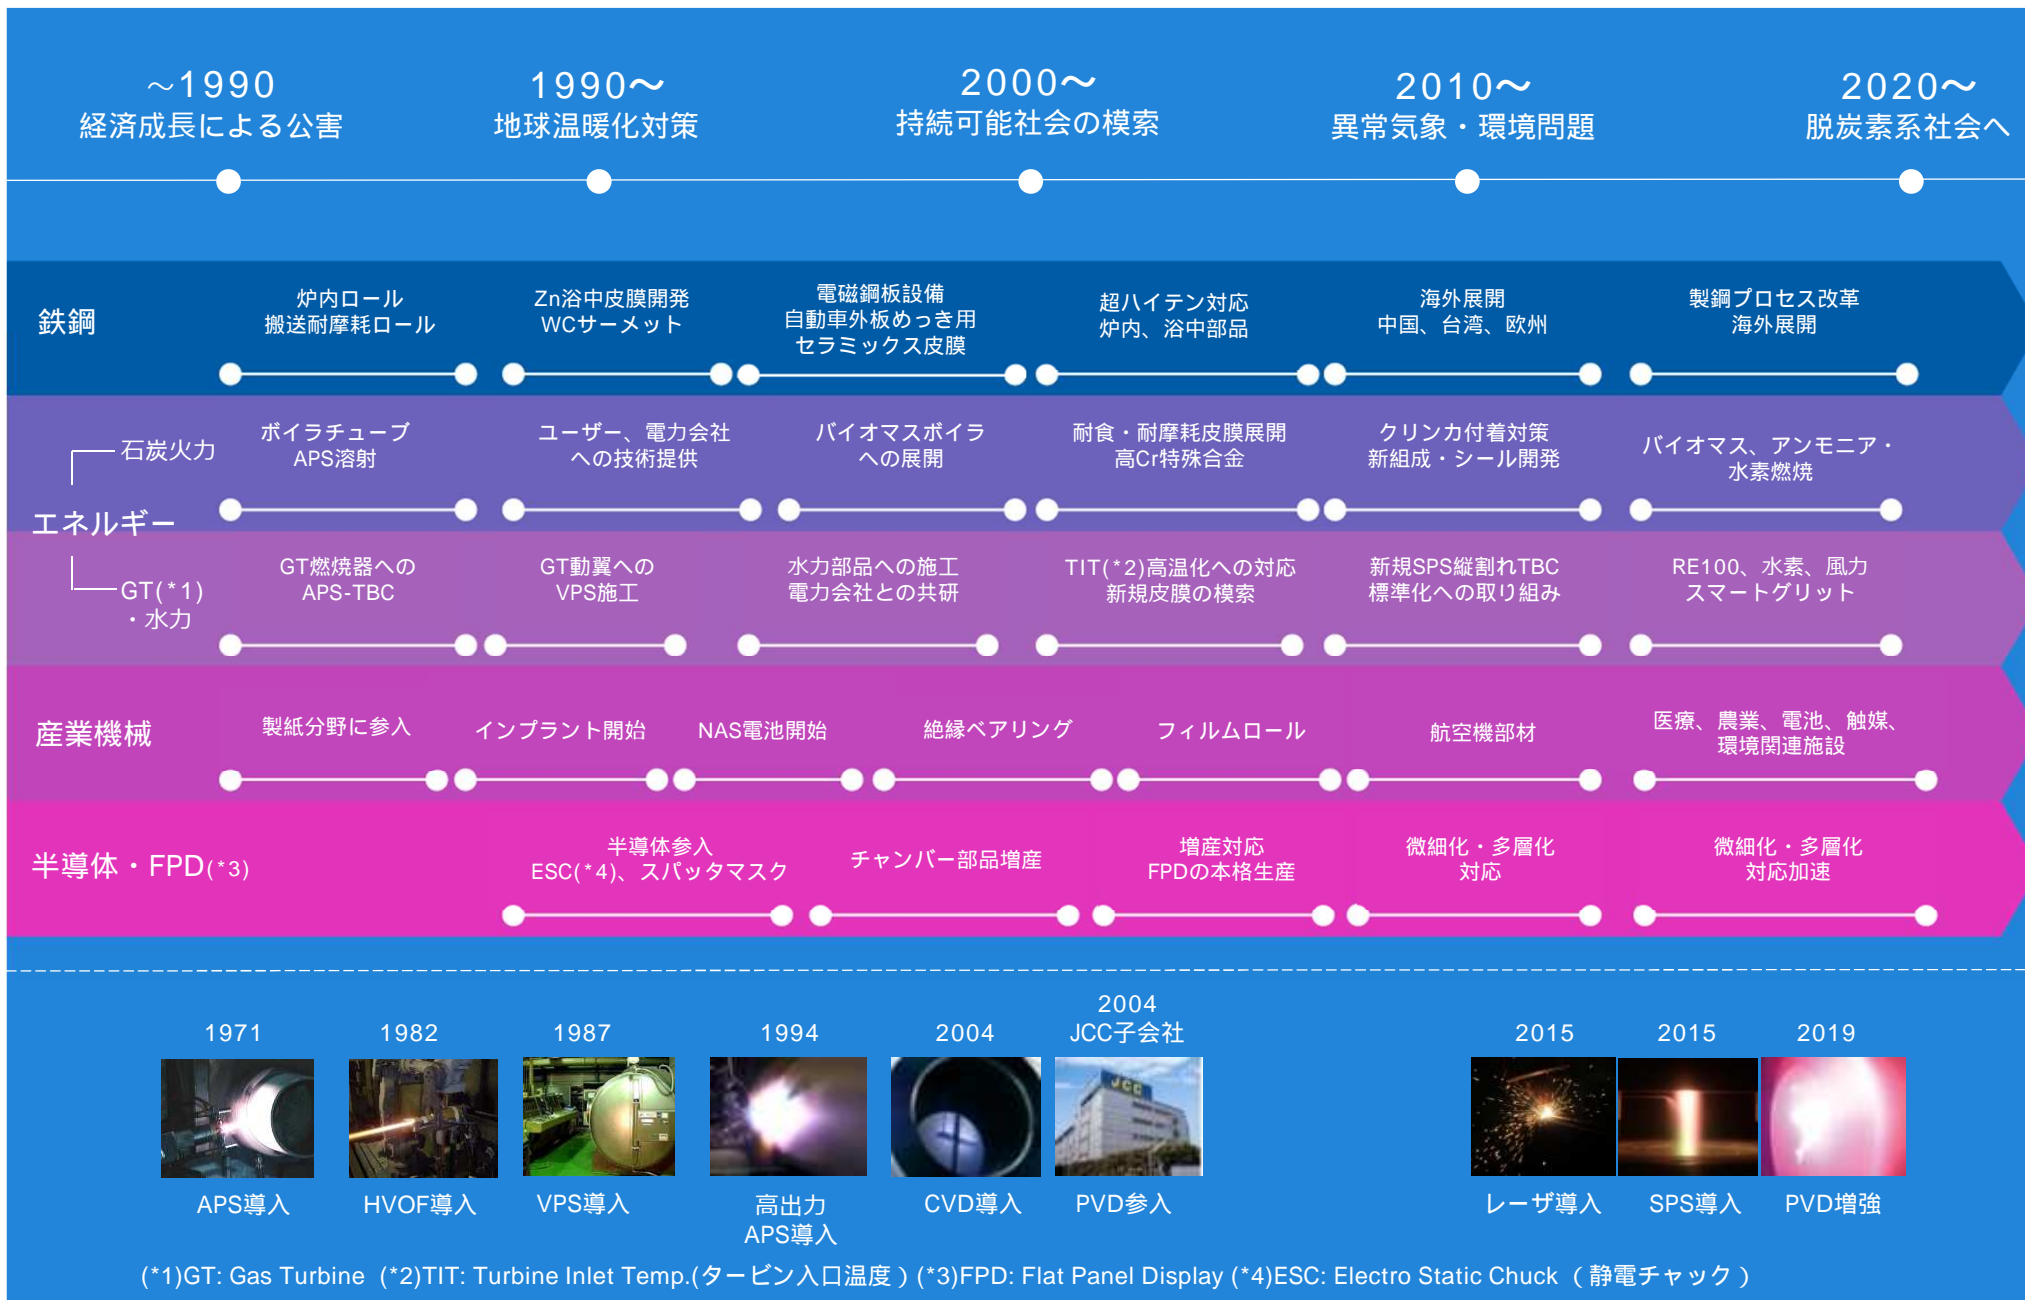 ～1990
経済成長による公害
1990～
地球温暖化対策
2000～
持続可能社会の模索
2010～
異常気象・環境問題
2020～
脱炭素系社会へ
鉄鋼
炉内ロール
搬送耐摩耗ロール
Zn浴中皮膜開発
WCサーメット
電磁鋼板設備
自動車外板めっき用
セラミックス皮膜
超ハイテン対応
炉内、浴中部品
海外展開
中国、台湾、欧州
製鋼プロセス改革
海外展開
エネルギー
石炭火力
ボイラチューブ
APS溶射
ユーザー、電力会社
への技術提供
バイオマスボイラ
への展開
耐食・耐摩耗皮膜展開
高Cr特殊合金
クリンカ付着対策
新組成・シール開発
バイオマス、アンモニア・
水素燃焼
GT(*1)
・水力
GT燃焼器への
APS-TBC
GT動翼への
VPS施工
水力部品への施工
電力会社との共研
TIT(*2)高温化への対応
新規皮膜の模索
新規SPS縦割れTBC
標準化への取り組み
RE100、水素、風力
スマートグリット
産業機械
製紙分野に参入
インプラント開始
NAS電池開始
絶縁ベアリング
フィルムロール
航空機部材
医療、農業、電池、触媒、
環境関連施設
半導体・FPD(*3)
半導体参入
ESC(*4)、スパッタマスク
チャンバー部品増産
増産対応
FPDの本格生産
微細化・多層化
対応
微細化・多層化
対応加速
1971
APS導入
1982
HVOF導入
1987
VPS導入
1994
高出力
APS導入
2004
CVD導入
2004
JCC子会社
JCC
PVD参入
2015
レーザ導入
2015
SPS導入
2019
PVD増強
(*1)GT: Gas Turbine (*2)TIT: Turbine Inlet Temp.(タービン入口温度）(*3)FPD: Flat Panel Display (*4)ESC: Electro Static Chuck（静電チャック）